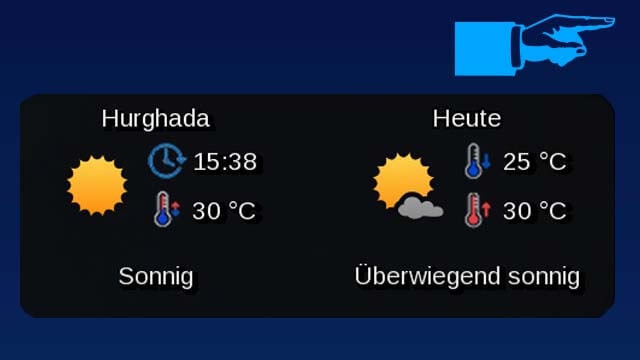 Hurghada
15:38
30 °C
Sonnig
Heute
25 °C
30 °C
Überwiegend sonnig